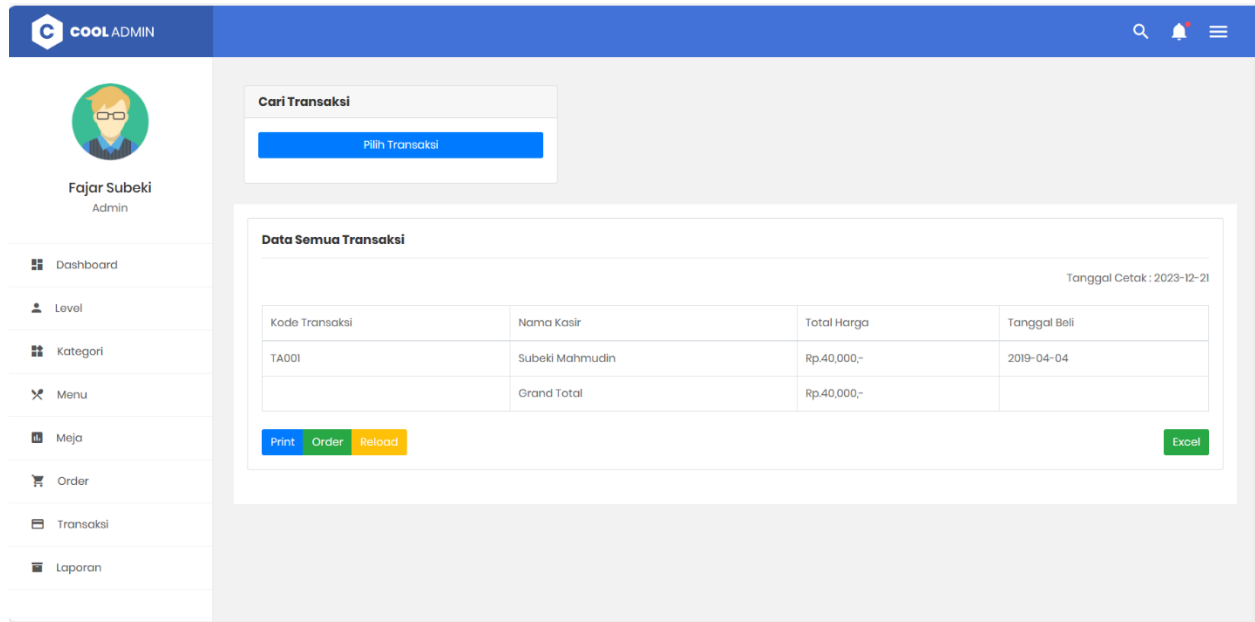 C COOL ADMIN
Fajar Subeki
Admin
Dashboard
Level
Kategori
Menu
Meja
Order
Transaksi
Laporan
Cari Transaksi
Pilih Transaksi
Data Semua Transaksi
Tanggal Cetak : 2023-12-21
Kode Transaksi Nama Kasir Total Harga Tanggal Beli
TA001 Subeki Mahmudin Rp.40,000,- 2019-04-04
Grand Total Rp.40,000,-
Print Order Reload Excel